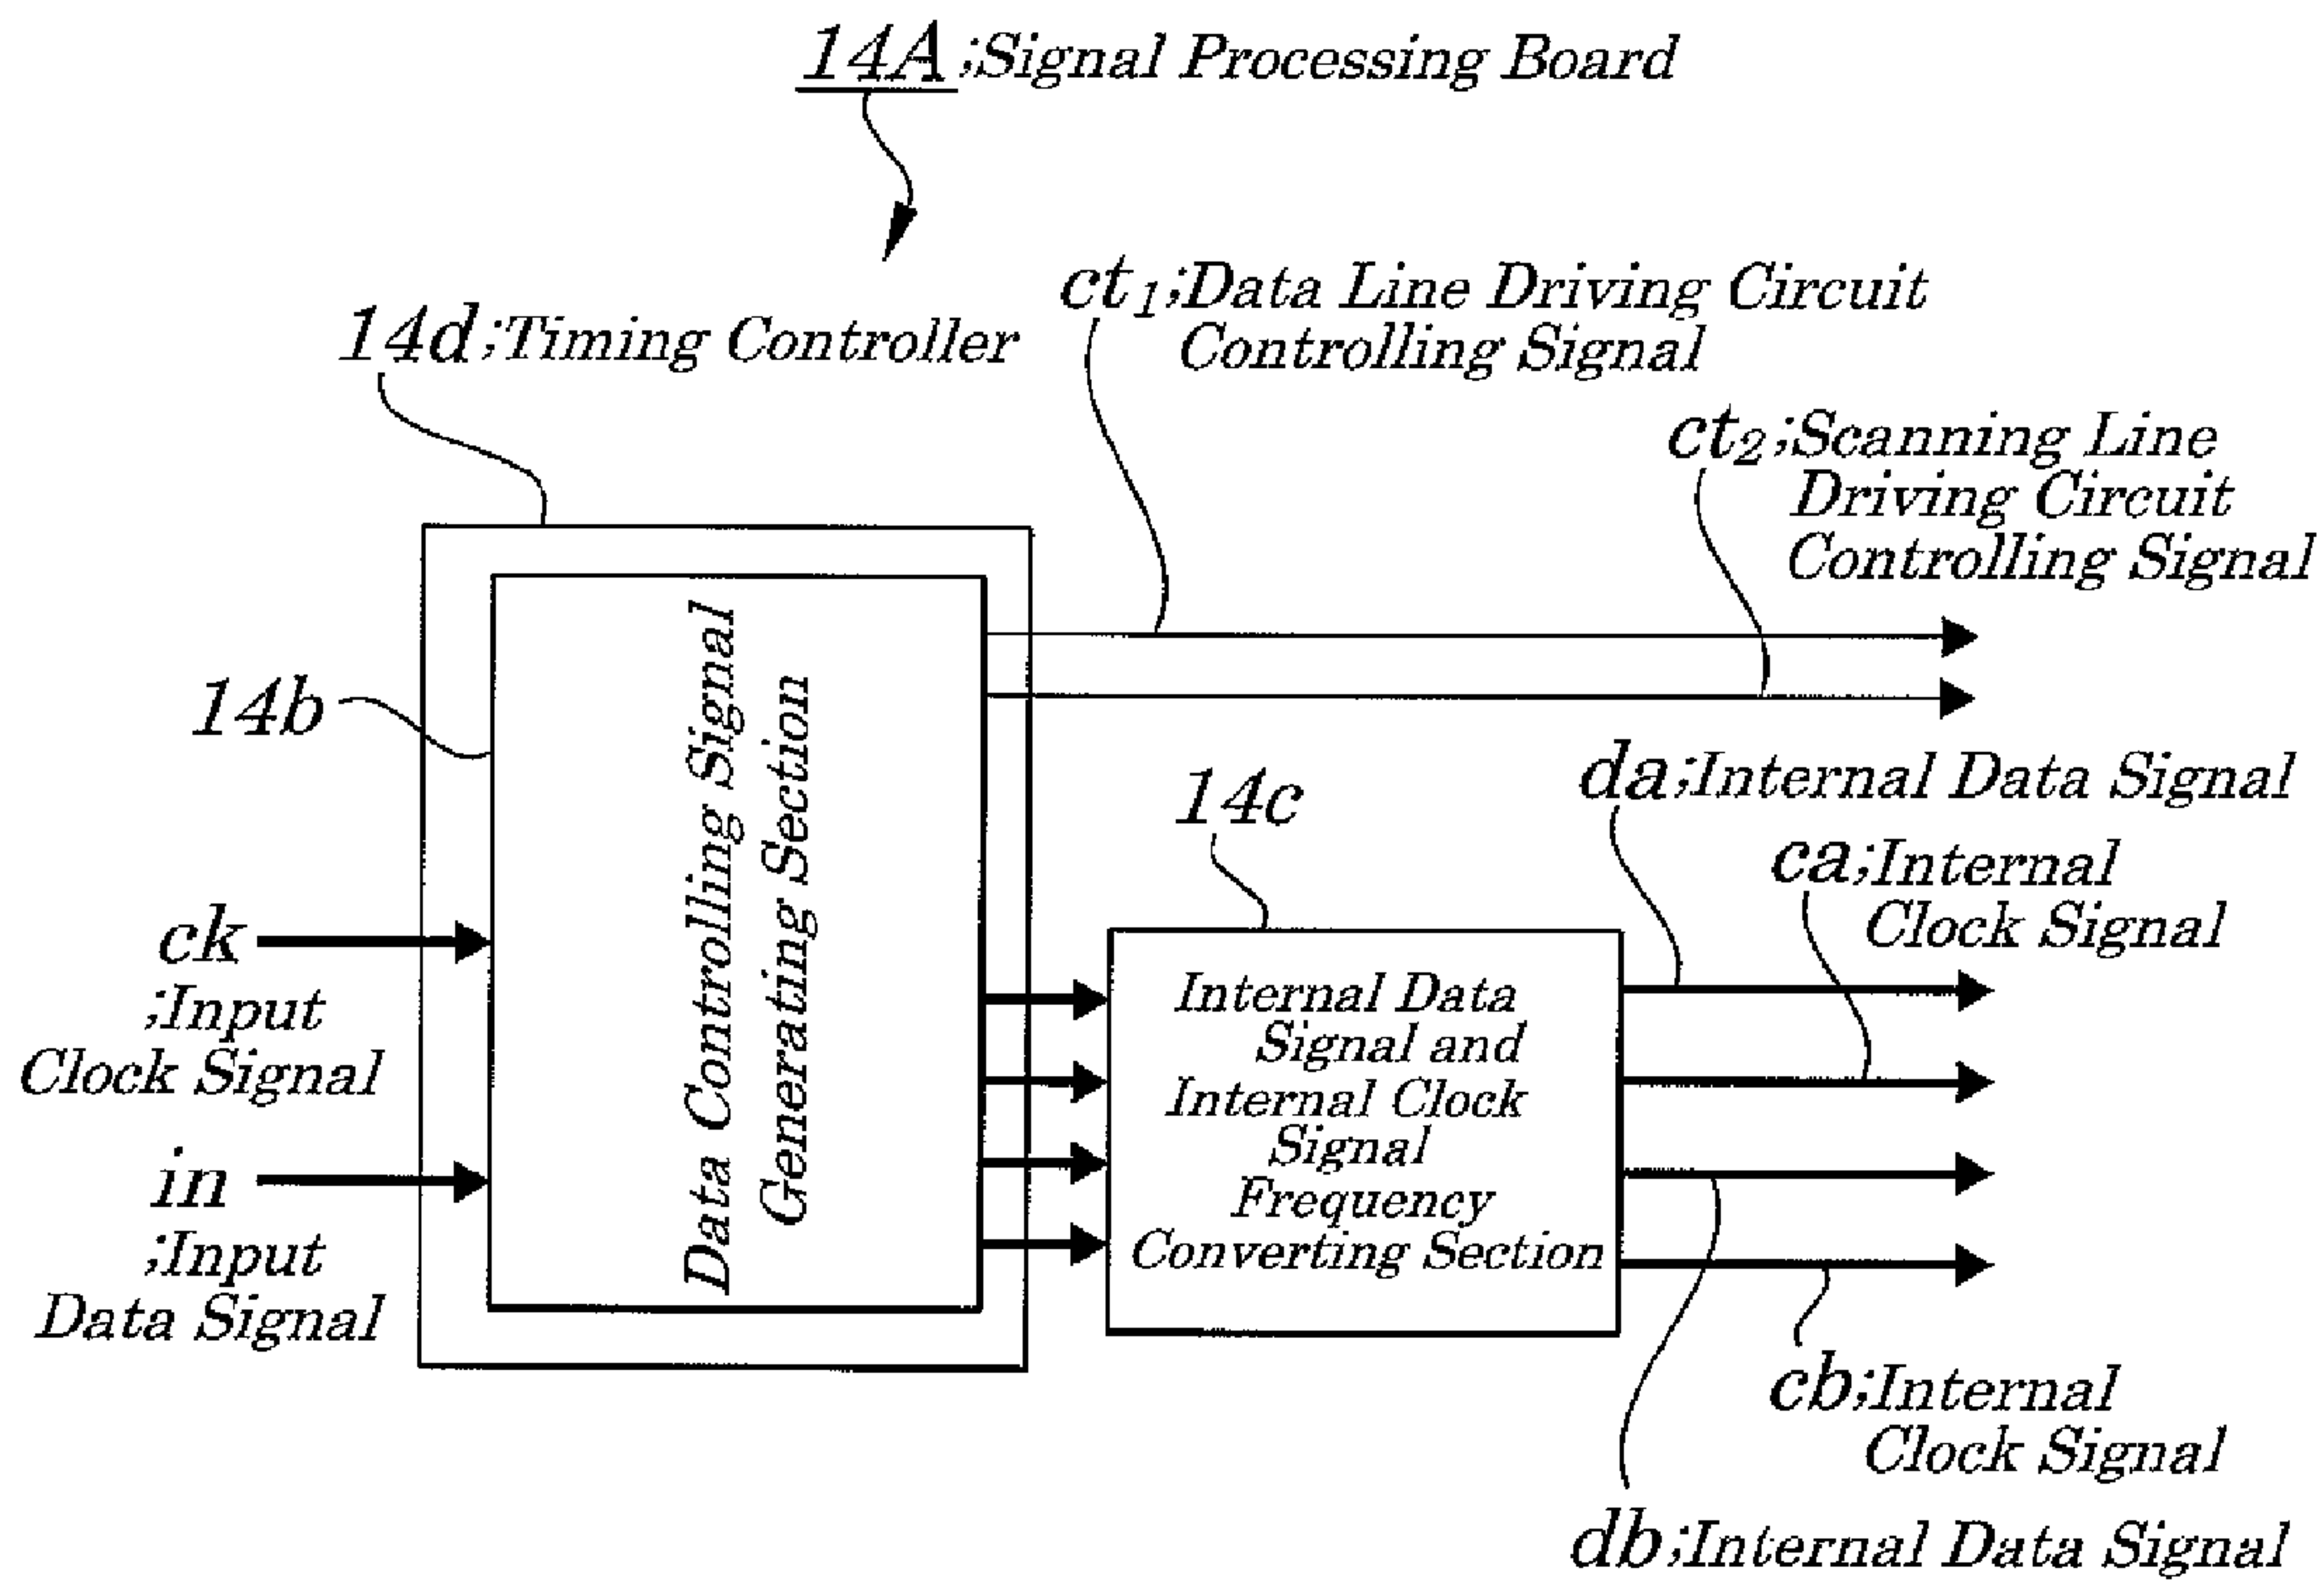 14A ;Signal Processing Board
ct1;Data Line Driving Circuit
Controlling Signal
14d;Timing Controller
ct2;Scanning Line
Driving Circuit
Controlling Signal
14b
Data Controlling Signal
Generating Section
da;Internal Data Signal
14c
ca;Internal
Clock Signal
ck
;Input
Clock Signal
in
;Input
Data Signal
Internal Data
Signal and
Internal Clock
Signal
Frequency
Converting Section
cb;Internal
Clock Signal
db;Internal Data Signal